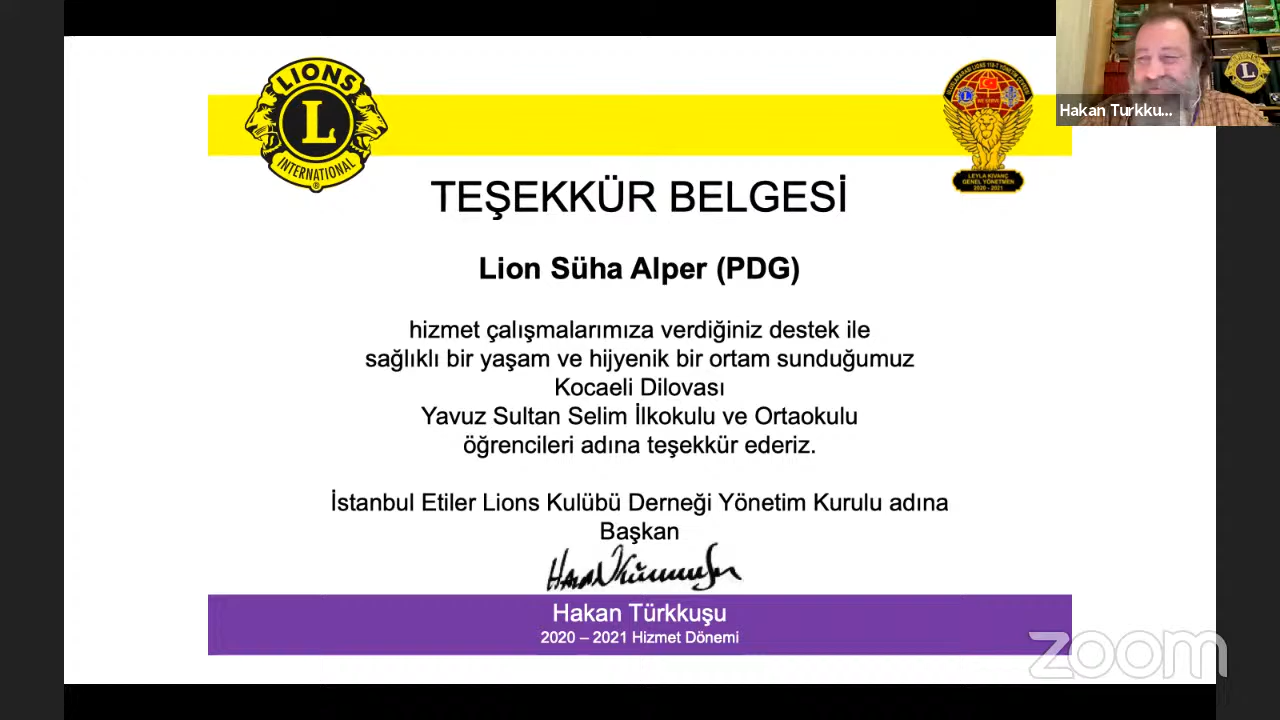 LIONS
L
INTERNATIONAL
LEYLA KIVANÇ
GENEL YÖNETMEN
2020 - 2021
Hakan Turkku...
TEŞEKKÜR BELGESİ
Lion Süha Alper (PDG)
hizmet çalışmalarımıza verdiğiniz destek ile
sağlıklı bir yaşam ve hijyenik bir ortam sunduğumuz
Kocaeli Dilovası
Yavuz Sultan Selim İlkokulu ve Ortaokulu
öğrencileri adına teşekkür ederiz.
İstanbul Etiler Lions Kulübü Derneği Yönetim Kurulu adına
Başkan
Hakan Türkkuşu
2020 – 2021 Hizmet Dönemi
zoom